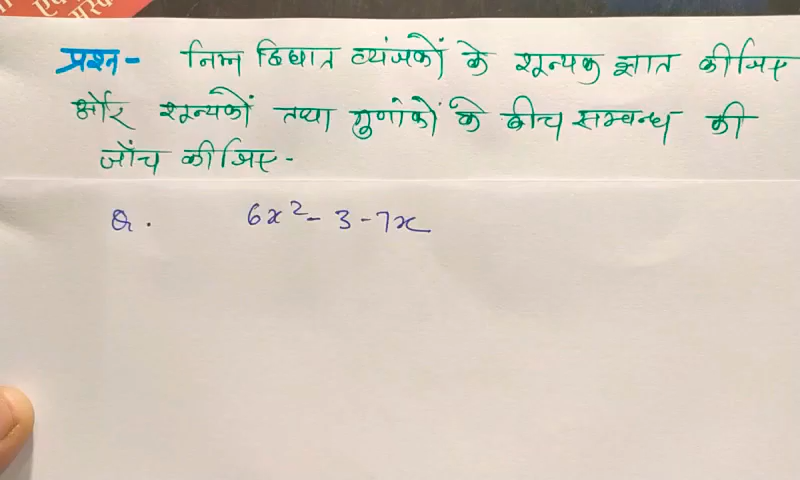 प्रश्न- निम्न द्विघात व्यंजकों के शून्यक ज्ञात कीजिए
और शून्यकों तथा गुणांकों के बीच सम्बन्ध की
जाँच कीजिए-
Q. 6x² - 3 - 7x